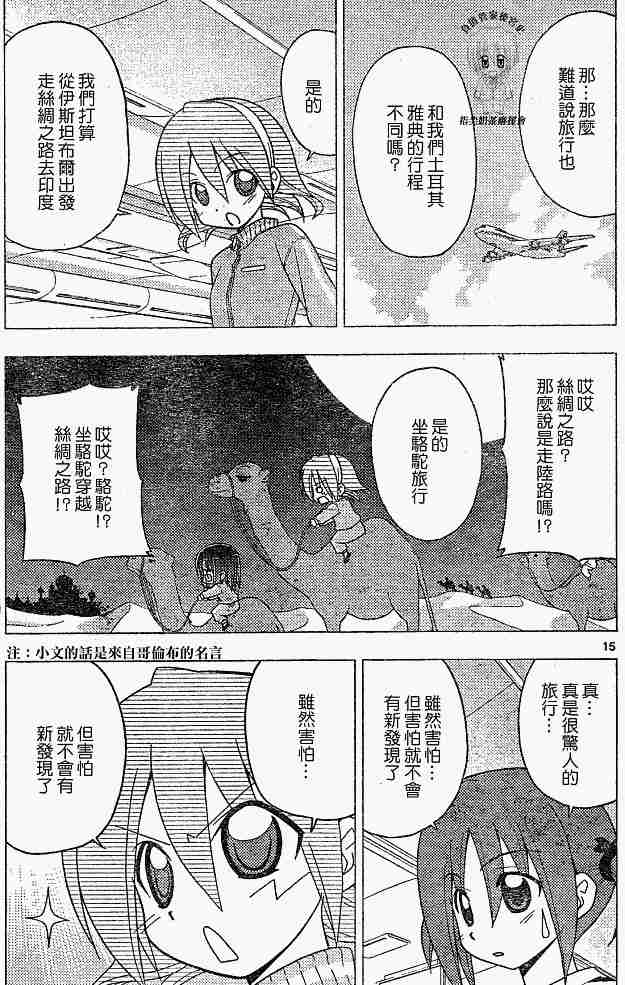 那…那麼
難道說旅行也
和我們土耳其
雅典的行程
不同嗎?
是的
我們打算
從伊斯坦布爾出發
走絲綢之路去印度
哎哎
絲綢之路?
那麼說是走陸路嗎!?
是的
坐駱駝旅行
哎哎?駱駝!?
坐駱駝穿越
絲綢之路!?
15
注:小文的話是來自哥倫布的名言
真…
真是很驚人的
旅行…
雖然害怕…
但害怕就不會
有新發現了
雖然害怕…
但害怕
就不會有
新發現了